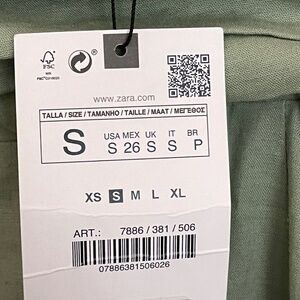 FSC
www.zara.com
TALLA / SIZE / TAMANHO / TAILLE / MAAT / ΜΕΓΕΘΟΣ
S
USA MEX UK IT BR
S 26 S S P
XS S M L XL
ART.: 7886 / 381 / 506
07886381506026